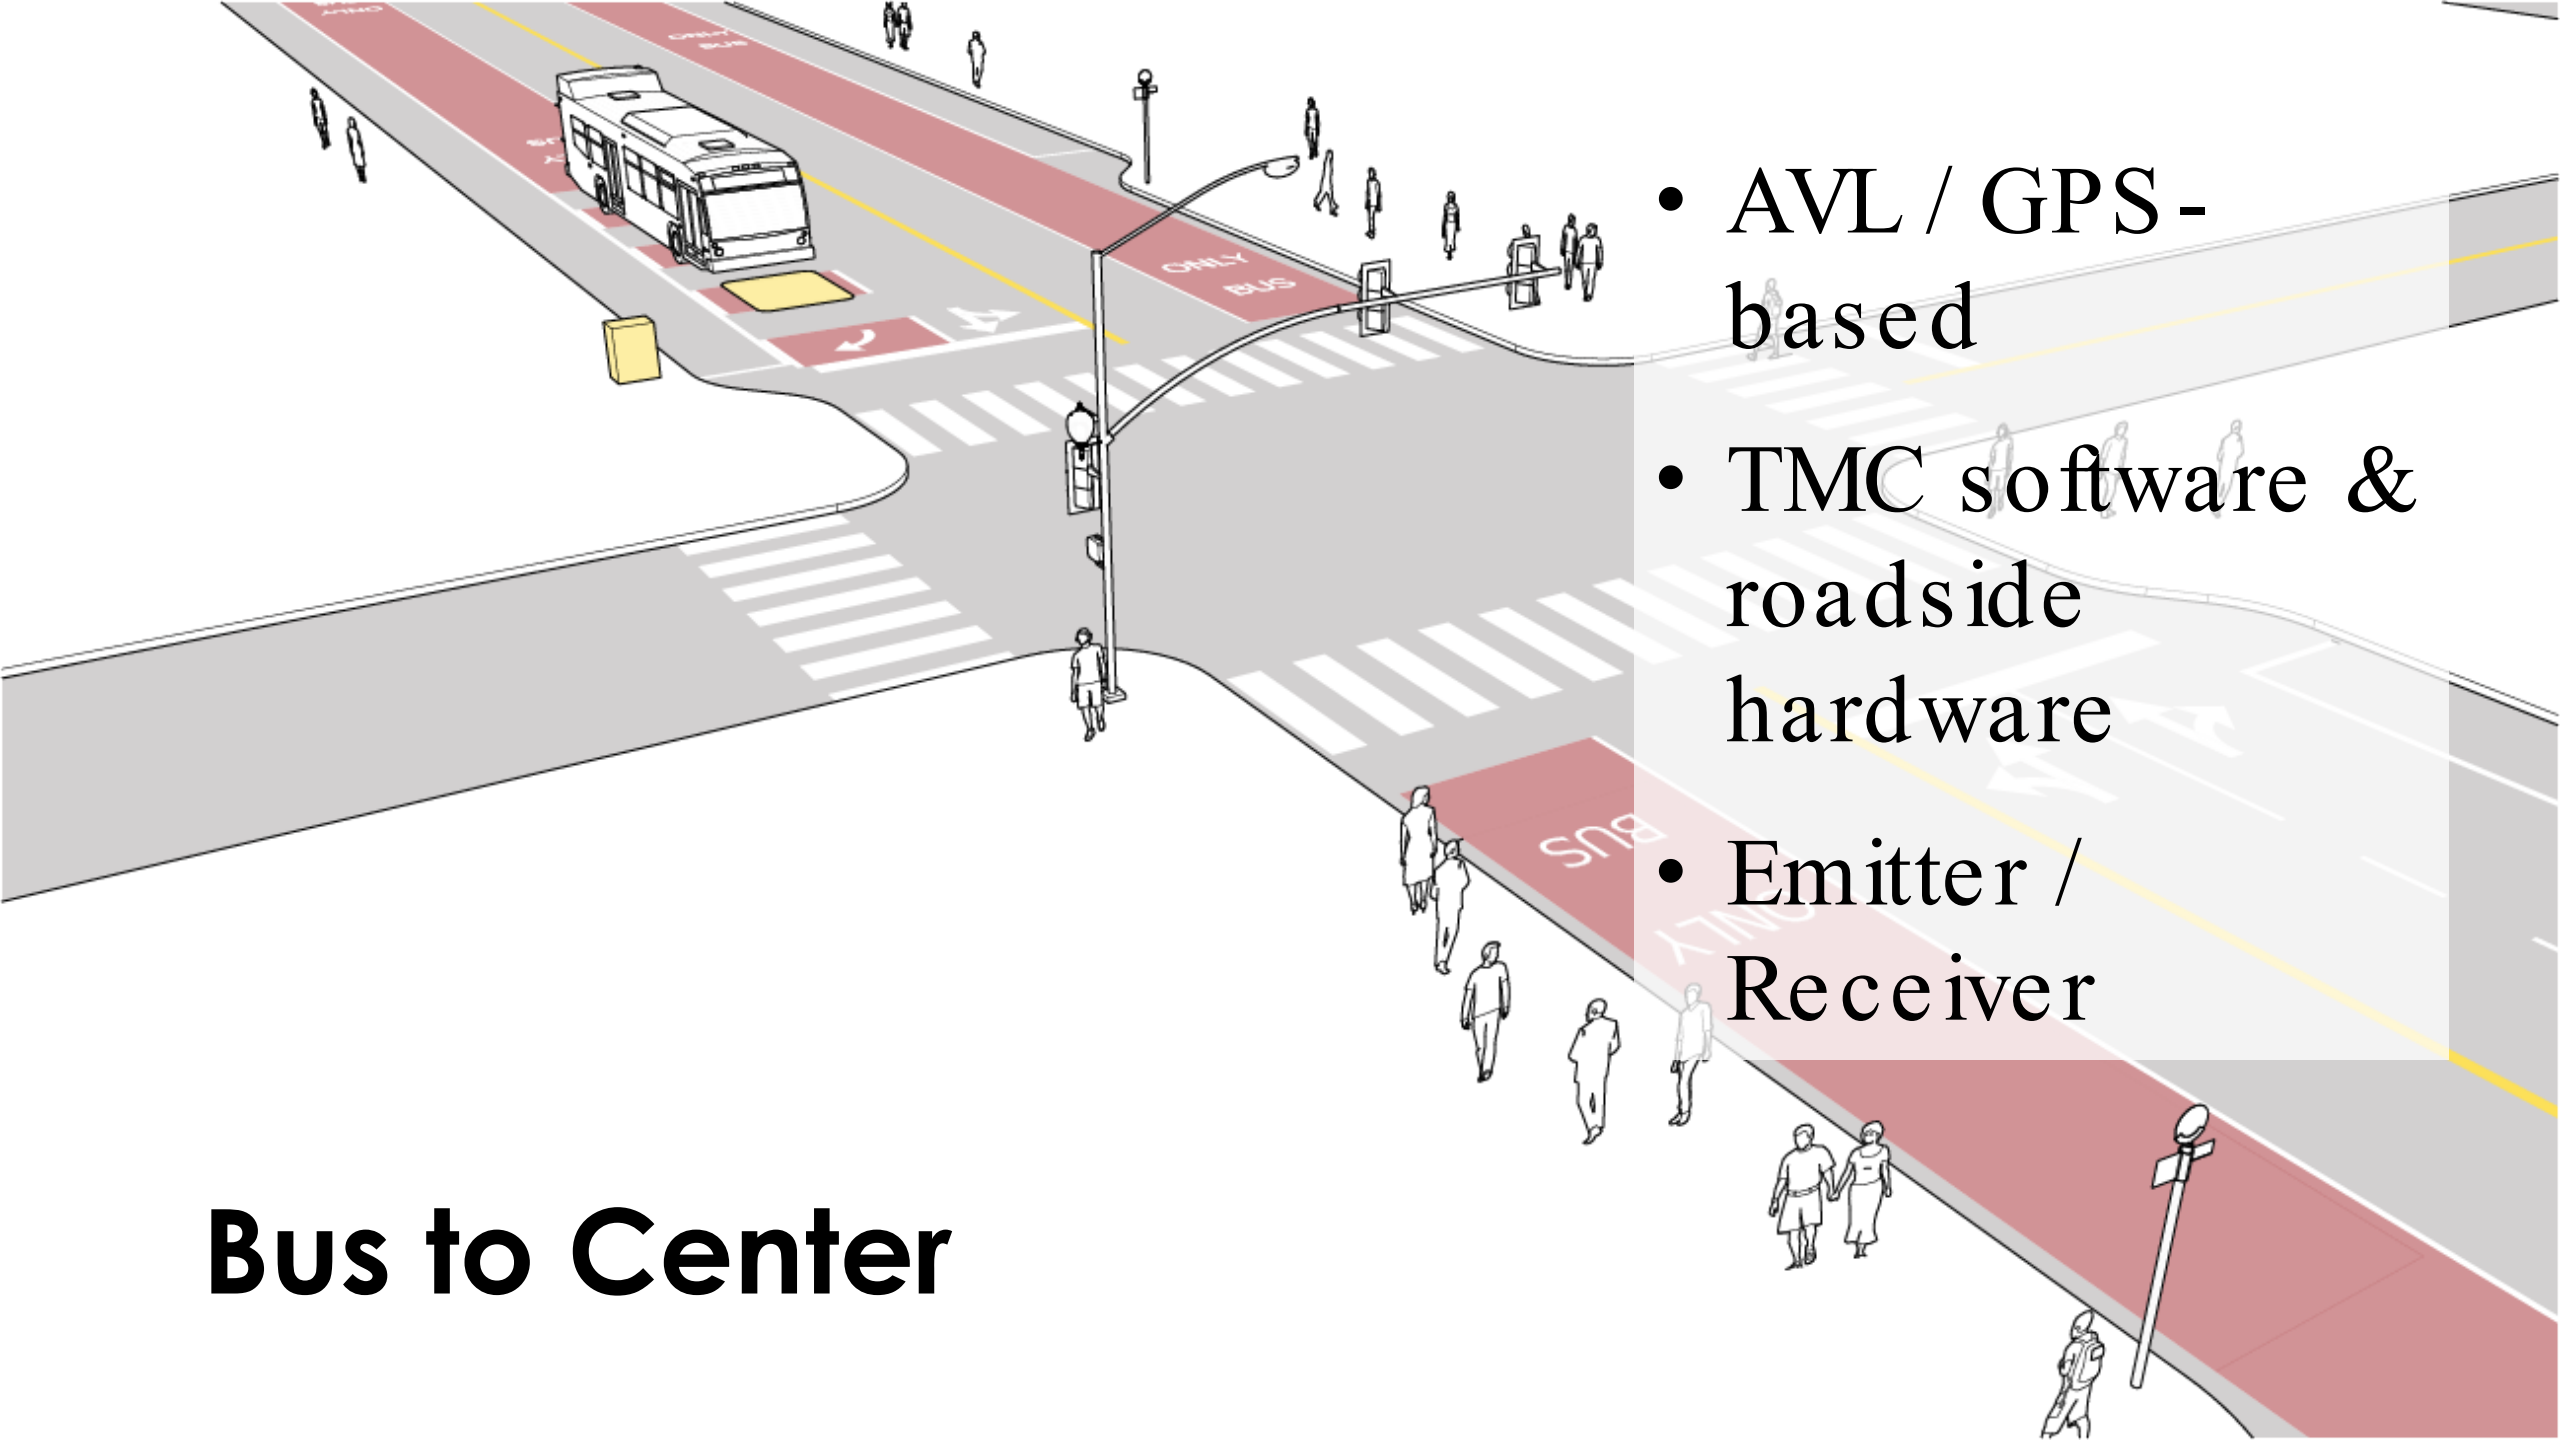 ONLY
BUS
ONLY
BUS
• AVL / GPS-
based
• TMC software &
roadside
hardware
• Emitter /
Receiver
BUS
ONLY
Bus to Center